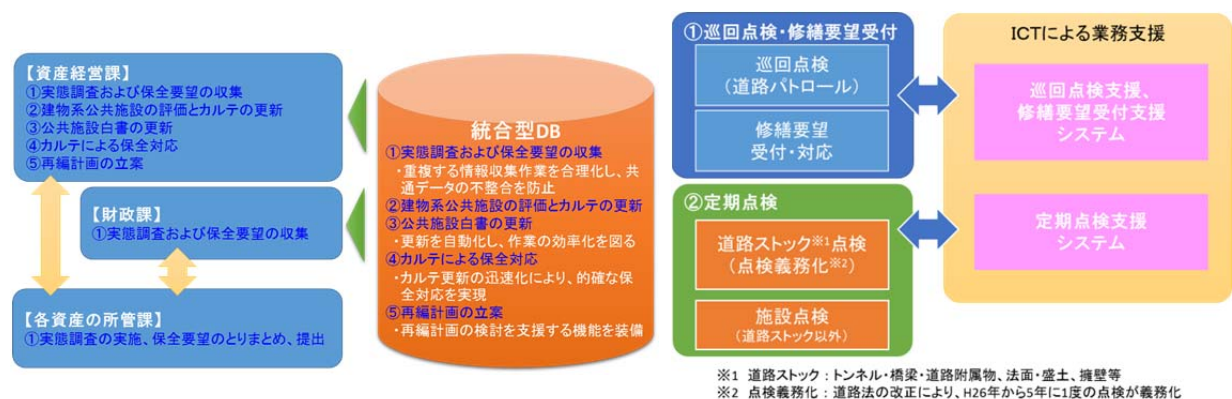 【資産経営課】
①実態調査および保全要望の収集
②建物系公共施設の評価とカルテの更新
③公共施設白書の更新
④カルテによる保全対応
⑤再編計画の立案
【財政課】
①実態調査および保全要望の収集
【各資産の所管課】
①実態調査の実施、保全要望のとりまとめ、提出
統合型DB
①実態調査および保全要望の収集
・重複する情報収集作業を合理化し、共
通データの不整合を防止
②建物系公共施設の評価とカルテの更新
③公共施設白書の更新
・更新を自動化し、作業の効率化を図る
④カルテによる保全対応
・カルテ更新の迅速化により、的確な保
全対応を実現
⑤再編計画の立案
・再編計画の検討を支援する機能を装備
①巡回点検・修繕要望受付
巡回点検
（道路パトロール）
修繕要望
受付・対応
②定期点検
道路ストック※1点検
（点検義務化※2）
施設点検
（道路ストック以外）
ICTによる業務支援
巡回点検支援、
修繕要望受付支援
システム
定期点検支援
システム
※1 道路ストック：トンネル・橋梁・道路附属物、法面・盛土、擁壁等
※2 点検義務化：道路法の改正により、H26年から5年に1度の点検が義務化